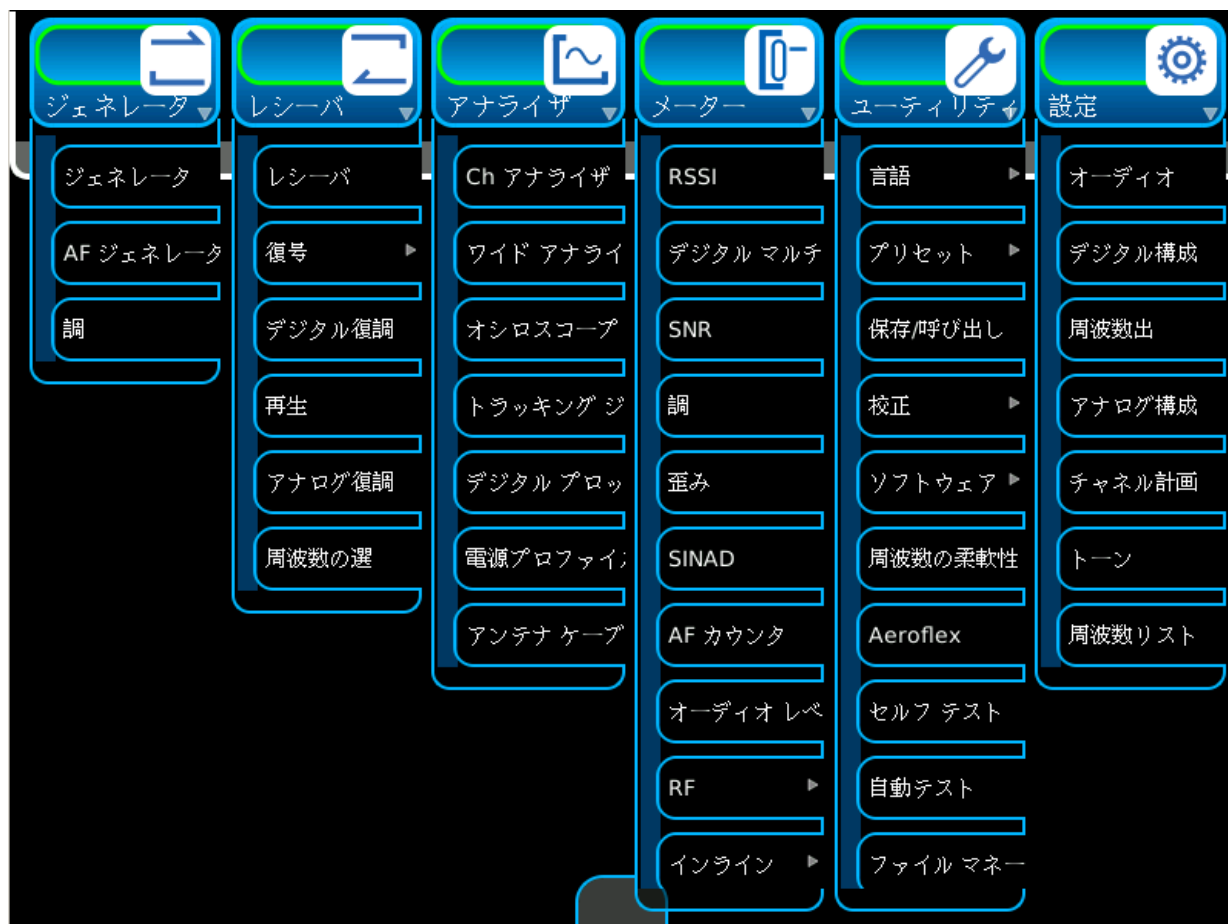 ジェネレータ
ジェネレータ
AF ジェネレータ
調
レシーバ
レシーバ
復号
デジタル復調
再生
アナログ復調
周波数の選
アナライザ
Ch アナライザ
ワイド アナライ
オシロスコープ
トラッキング ジ
デジタル プロッ
電源プロファイ
アンテナ ケーブ
メーター
RSSI
デジタル マルチ
SNR
調
歪み
SINAD
AF カウンタ
オーディオ レベ
RF
インライン
ユーティリティ
言語
プリセット
保存/呼び出し
校正
ソフトウェア
周波数の柔軟性
Aeroflex
セルフ テスト
自動テスト
ファイル マネー
設定
オーディオ
デジタル構成
周波数出
アナログ構成
チャネル計画
トーン
周波数リスト